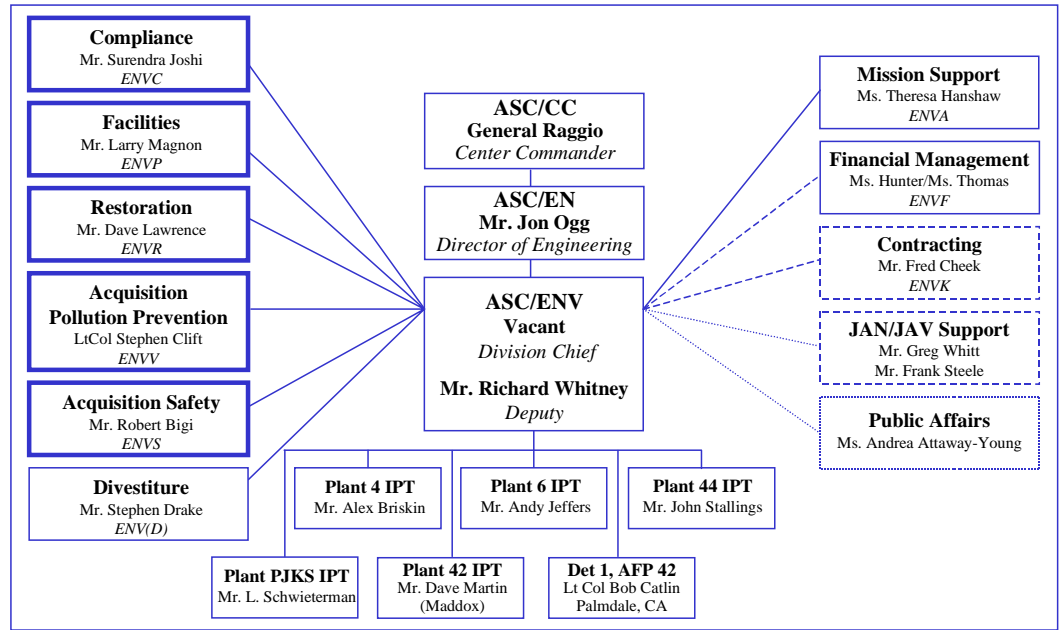 Compliance
Mr. Surendra Joshi
ENVC
Facilities
Mr. Larry Magnon
ENVP
Restoration
Mr. Dave Lawrence
ENVR
Acquisition
Pollution Prevention
LtCol Stephen Clift
ENVV
Acquisition Safety
Mr. Robert Bigi
ENVS
Divestiture
Mr. Stephen Drake
ENV(D)
ASC/CC
General Raggio
Center Commander
ASC/EN
Mr. Jon Ogg
Director of Engineering
ASC/ENV
Vacant
Division Chief
Mr. Richard Whitney
Deputy
Mission Support
Ms. Theresa Hanshaw
ENVA
Financial Management
Ms. Hunter/Ms. Thomas
ENVF
Contracting
Mr. Fred Cheek
ENVK
JAN/JAV Support
Mr. Greg Whitt
Mr. Frank Steele
Public Affairs
Ms. Andrea Attaway-Young
Plant 4 IPT
Mr. Alex Briskin
Plant 6 IPT
Mr. Andy Jeffers
Plant 44 IPT
Mr. John Stallings
Plant PJKS IPT
Mr. L. Schwieterman
Plant 42 IPT
Mr. Dave Martin
(Maddox)
Det 1, AFP 42
Lt Col Bob Catlin
Palmdale, CA